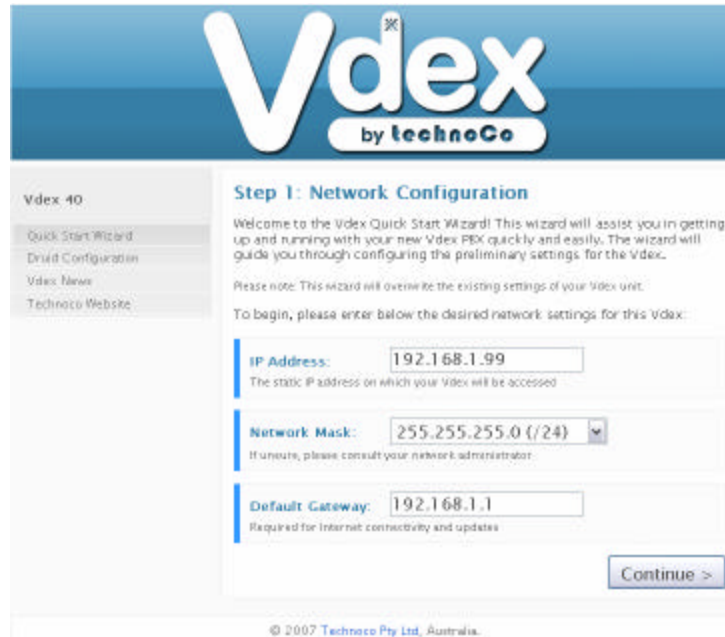 Vdex
by technoCo
Vdex 40
Quick Start Wizard
Druid Configuration
Vdex News
Technoco Website
Step 1: Network Configuration
Welcome to the Vdex Quick Start Wizard! This wizard will assist you in getting
up and running with your new Vdex PBX quickly and easily. The wizard will
guide you through configuring the preliminary settings for the Vdex.
Please note: This wizard will overwrite the existing settings of your Vdex unit.
To begin, please enter below the desired network settings for this Vdex:
IP Address: 192.168.1.99
The static IP address on which your Vdex will be accessed
Network Mask: 255.255.255.0 (/24)
If unsure, please consult your network administrator
Default Gateway: 192.168.1.1
Required for Internet connectivity and updates
Continue >
© 2007 Technoco Pty Ltd, Australia.